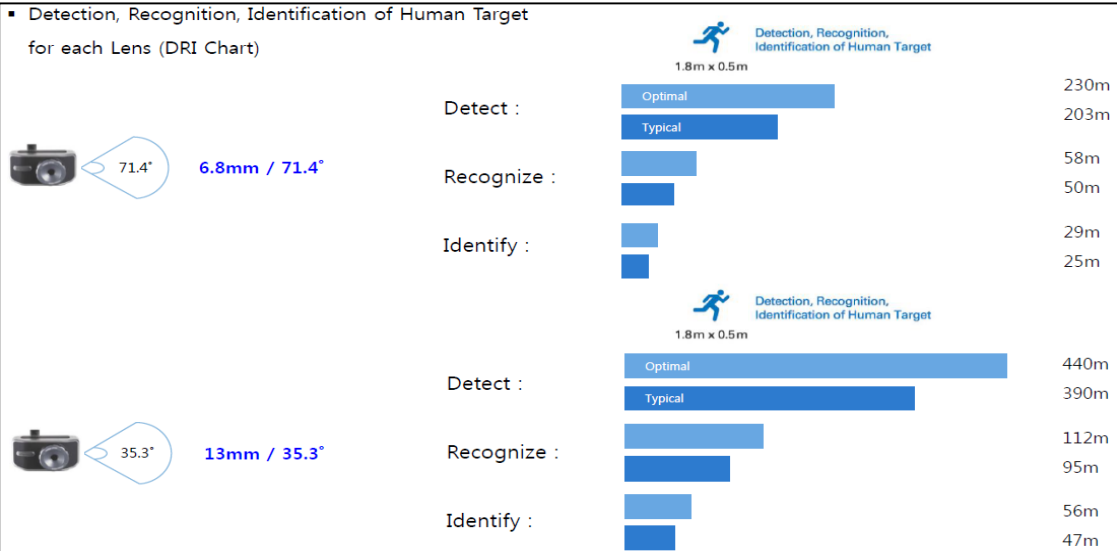 ▪ Detection, Recognition, Identification of Human Target
for each Lens (DRI Chart)
Detection, Recognition,
Identification of Human Target
1.8m x 0.5m
71.4˚
6.8mm / 71.4˚
Detect :
Optimal
230m
Typical
203m
Recognize :
58m
50m
Identify :
29m
25m
Detection, Recognition,
Identification of Human Target
1.8m x 0.5m
35.3˚
13mm / 35.3˚
Detect :
Optimal
440m
Typical
390m
Recognize :
112m
95m
Identify :
56m
47m